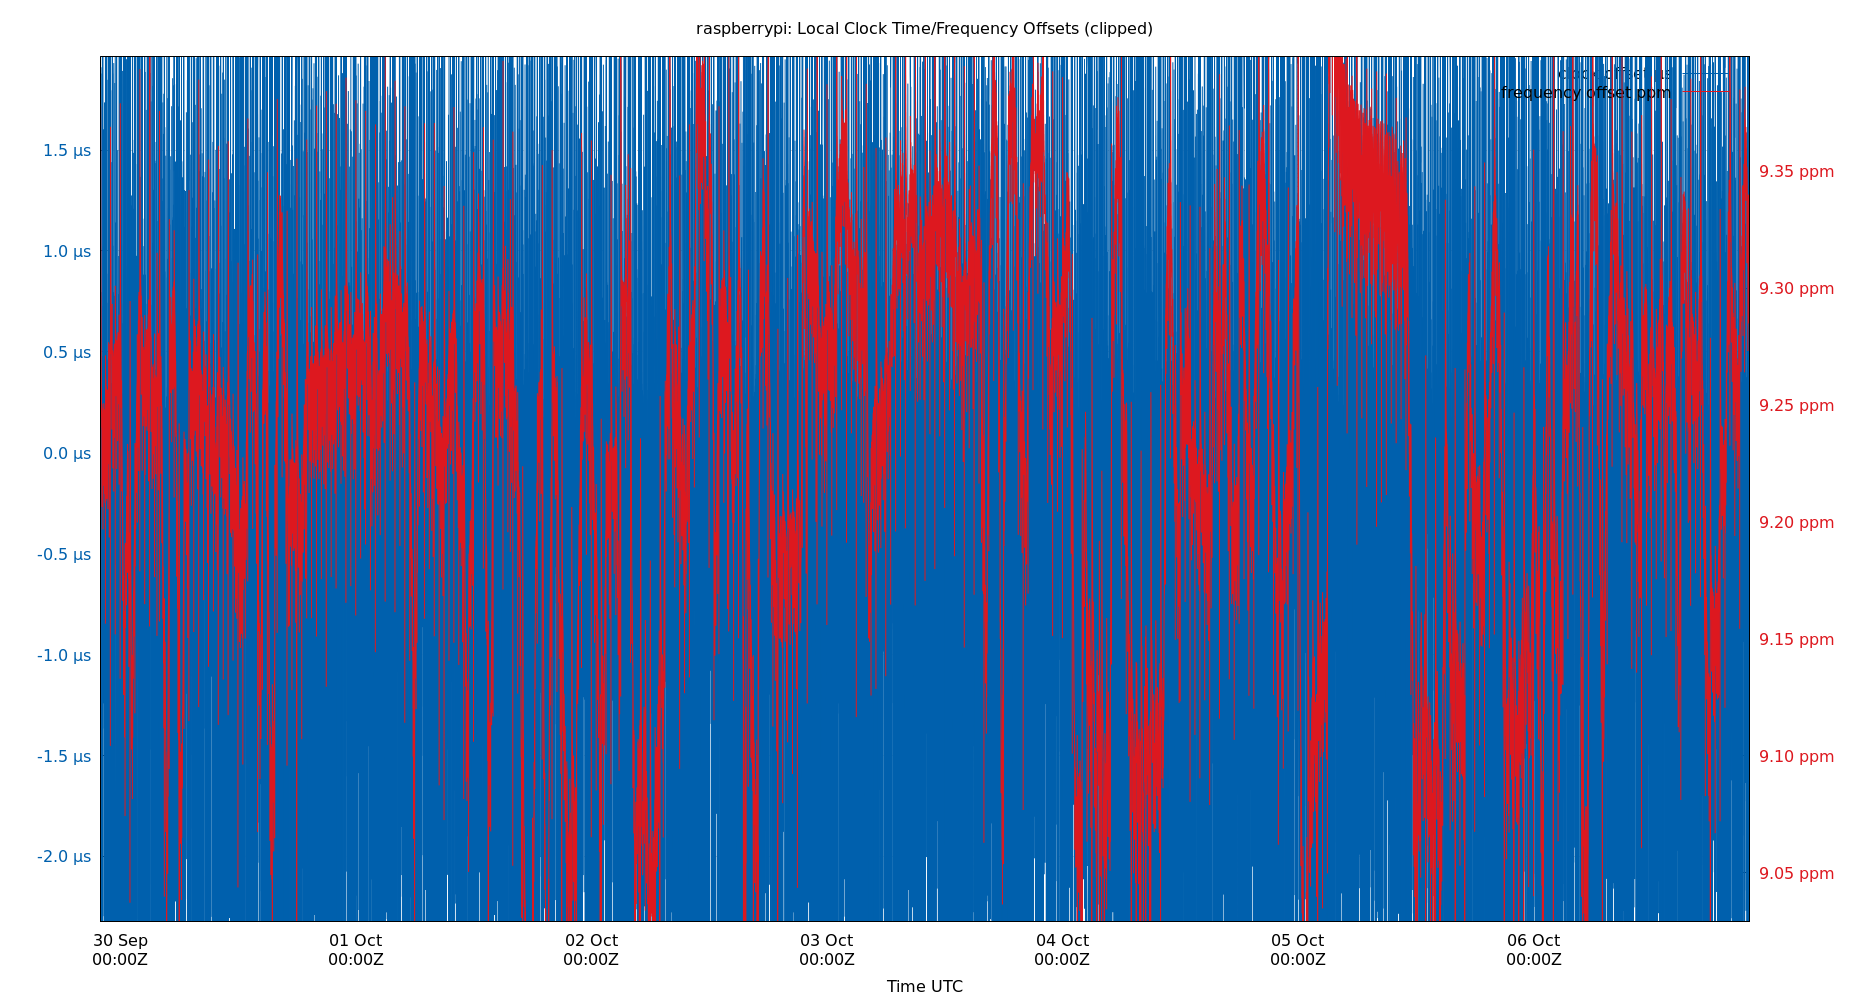 raspberrypi: Local Clock Time/Frequency Offsets (clipped)
clock offset µs
frequency offset ppm
1.5 µs
1.0 µs
0.5 µs
0.0 µs
-0.5 µs
-1.0 µs
-1.5 µs
-2.0 µs
9.35 ppm
9.30 ppm
9.25 ppm
9.20 ppm
9.15 ppm
9.10 ppm
9.05 ppm
30 Sep
00:00Z
01 Oct
00:00Z
02 Oct
00:00Z
03 Oct
00:00Z
04 Oct
00:00Z
05 Oct
00:00Z
06 Oct
00:00Z
Time UTC